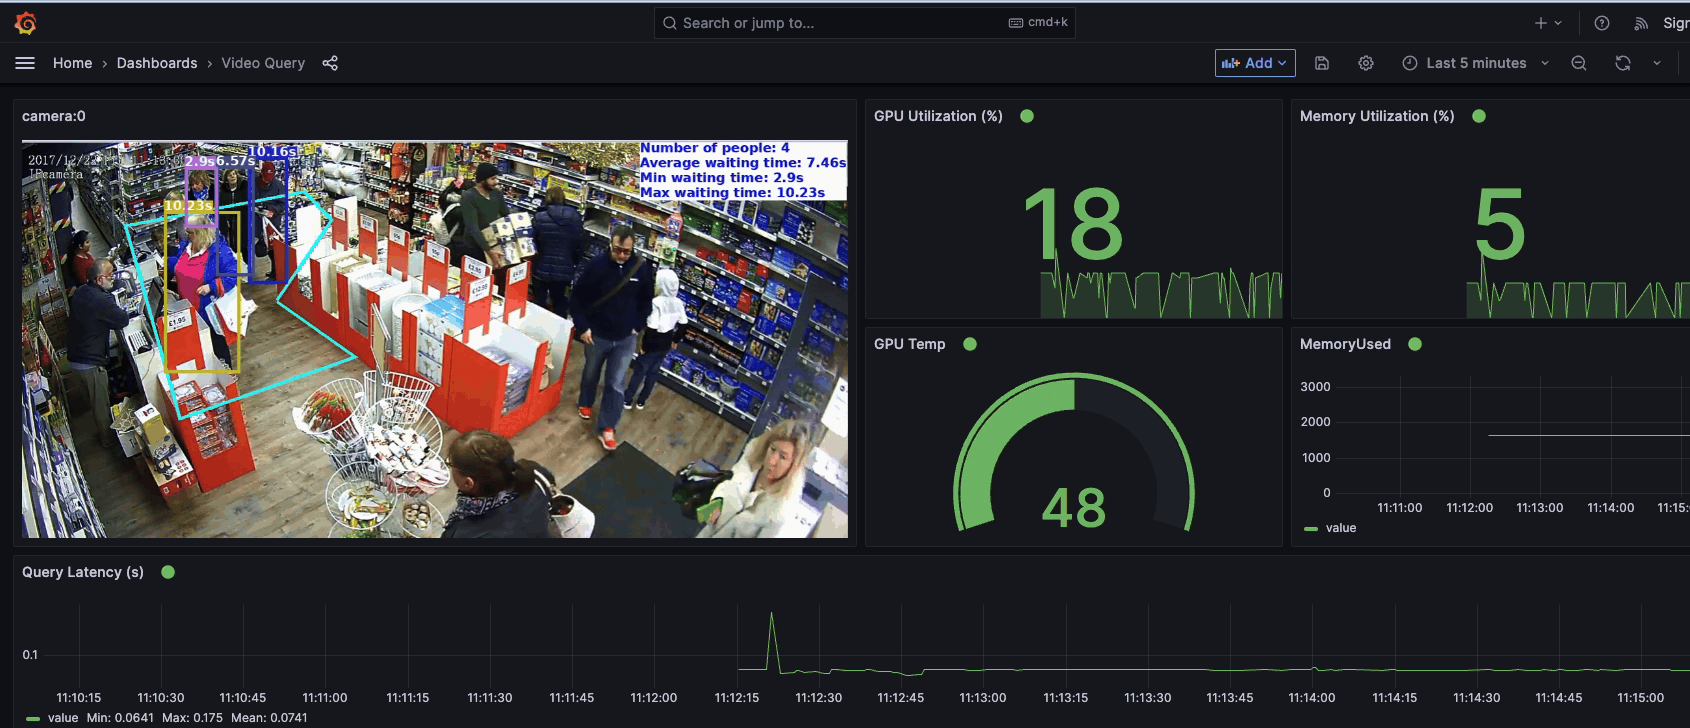 Search or jump to...
cmd+k
Sign
Home › Dashboards › Video Query
Add
Last 5 minutes
camera:0
2017/12/2
IPcamera
2.9s
6.57s
10.16s
10.23s
Number of people: 4
Average waiting time: 7.46s
Min waiting time: 2.9s
Max waiting time: 10.23s
£1.95
£3.95
£12.95
GPU Utilization (%)
18
Memory Utilization (%)
5
GPU Temp
48
MemoryUsed
3000
2000
1000
0
11:11:00 11:12:00 11:13:00 11:14:00 11:15:
value
Query Latency (s)
0.1
11:10:15 11:10:30 11:10:45 11:11:00 11:11:15 11:11:30 11:11:45 11:12:00 11:12:15 11:12:30 11:12:45 11:13:00 11:13:15 11:13:30 11:13:45 11:14:00 11:14:15 11:14:30 11:14:45 11:15:00
value Min: 0.0641 Max: 0.175 Mean: 0.0741